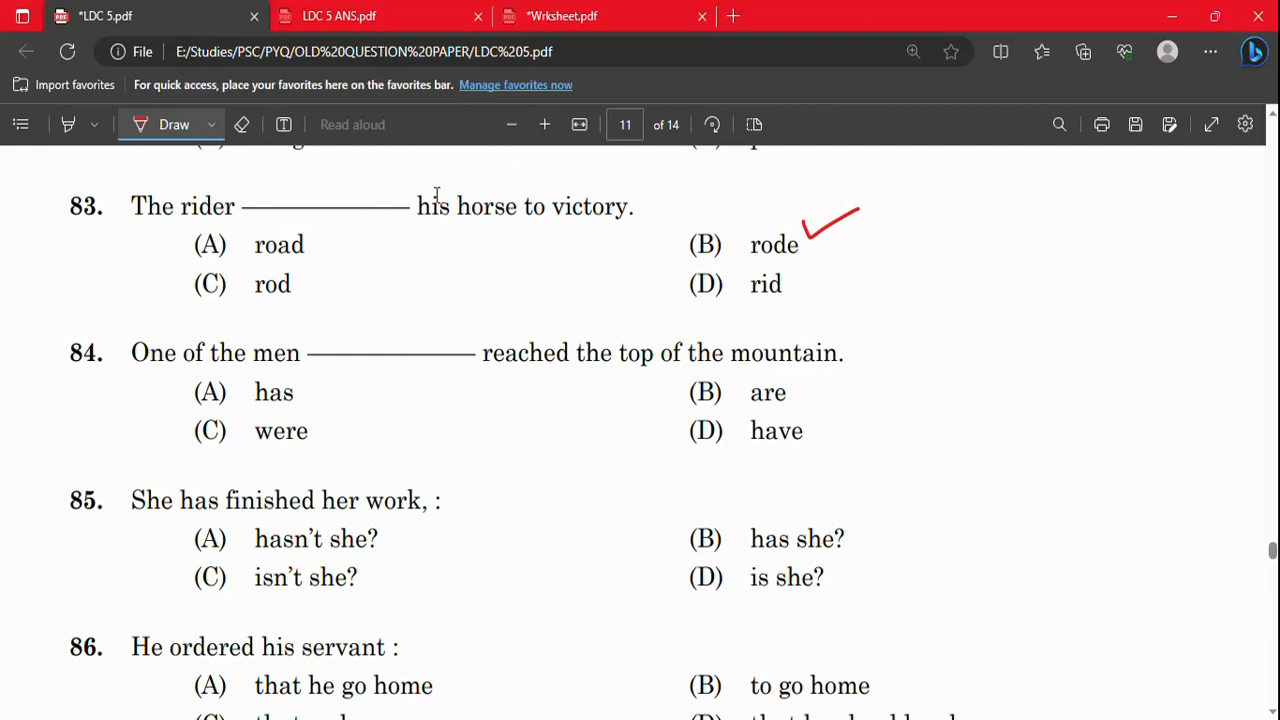 *LDC 5.pdf
LDC 5 ANS.pdf
*Wrksheet.pdf
File E:/Studies/PSC/PYQ/OLD%20QUESTION%20PAPER/LDC%205.pdf
Import favorites For quick access, place your favorites here on the favorites bar. Manage favorites now
Draw Read aloud 11 of 14
83. The rider his horse to victory.
(A) road (B) rode
(C) rod (D) rid
84. One of the men reached the top of the mountain.
(A) has (B) are
(C) were (D) have
85. She has finished her work, :
(A) hasn't she? (B) has she?
(C) isn't she? (D) is she?
86. He ordered his servant :
(A) that he go home (B) to go home